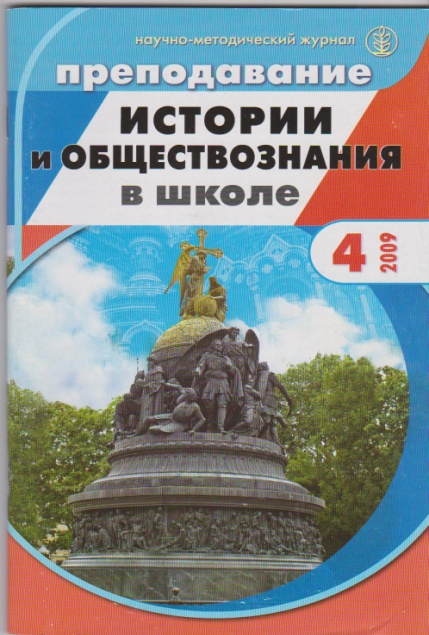 научно-методический журнал
преподавание
ИСТОРИИ
и ОБЩЕСТВОЗНАНИЯ
в школе
4 2009